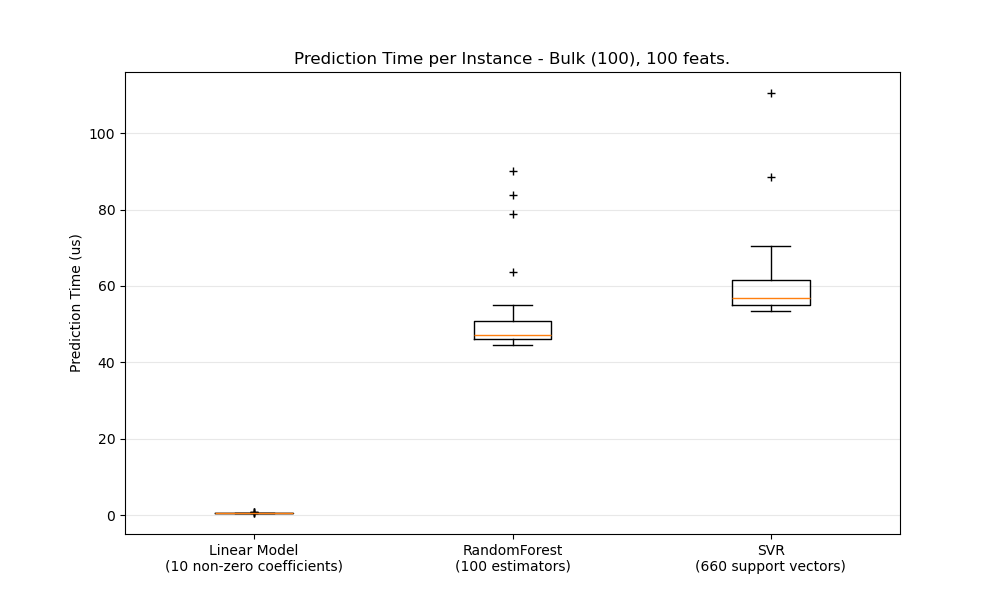 Prediction Time per Instance - Bulk (100), 100 feats.
Prediction Time (us)
100
80
60
40
20
0
Linear Model
(10 non-zero coefficients)
RandomForest
(100 estimators)
SVR
(660 support vectors)